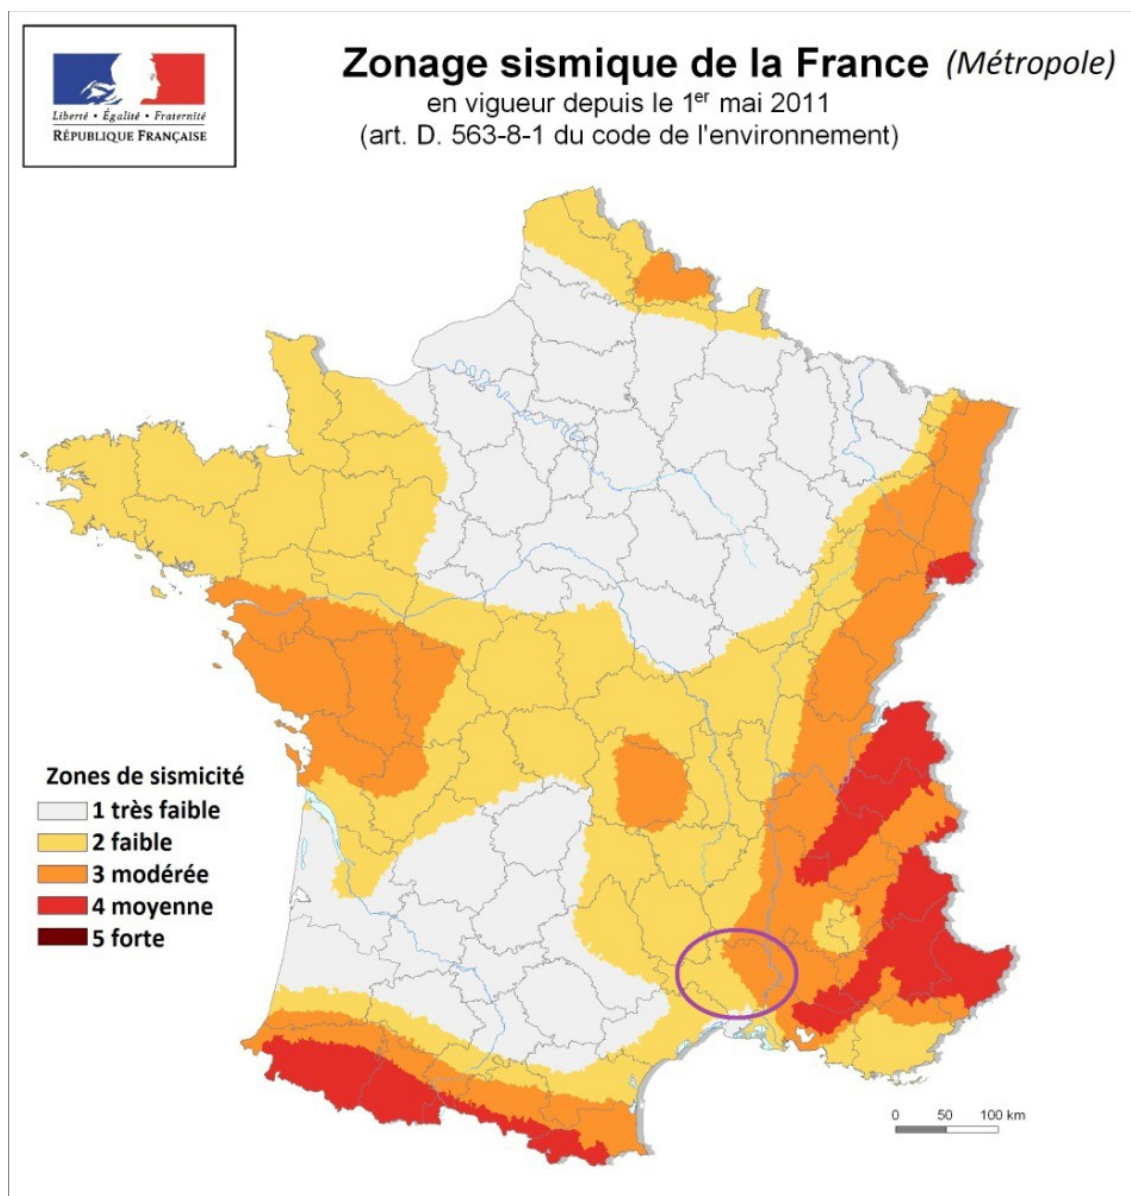 Liberté • Égalité • Fraternité
RÉPUBLIQUE FRANÇAISE
Zonage sismique de la France (Métropole)
en vigueur depuis le 1er mai 2011
(art. D. 563-8-1 du code de l'environnement)
Zones de sismicité
1 très faible
2 faible
3 modérée
4 moyenne
5 forte
0 50 100 km